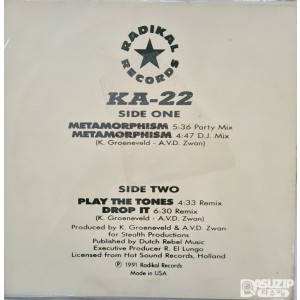 RADIKAL
RECORDS
KA-22
SIDE ONE
METAMORPHISM 5:36 Party Mix
METAMORPHISM 4:47 D.J. Mix
(K. Groeneveld - A.V.D. Zwan)
SIDE TWO
PLAY THE TONES 4:33 Remix
DROP IT 6:30 Remix
(K. Groeneveld - A.V.D. Zwan)
Produced by K. Groeneveld & A.V.D. Zwan
for Stealth Productions
Published by Dutch Rebel Music
Executive Producer R. El Lungo
Licensed from Hot Sound Records, Holland
℗ 1991 Radikal Records
Made in USA